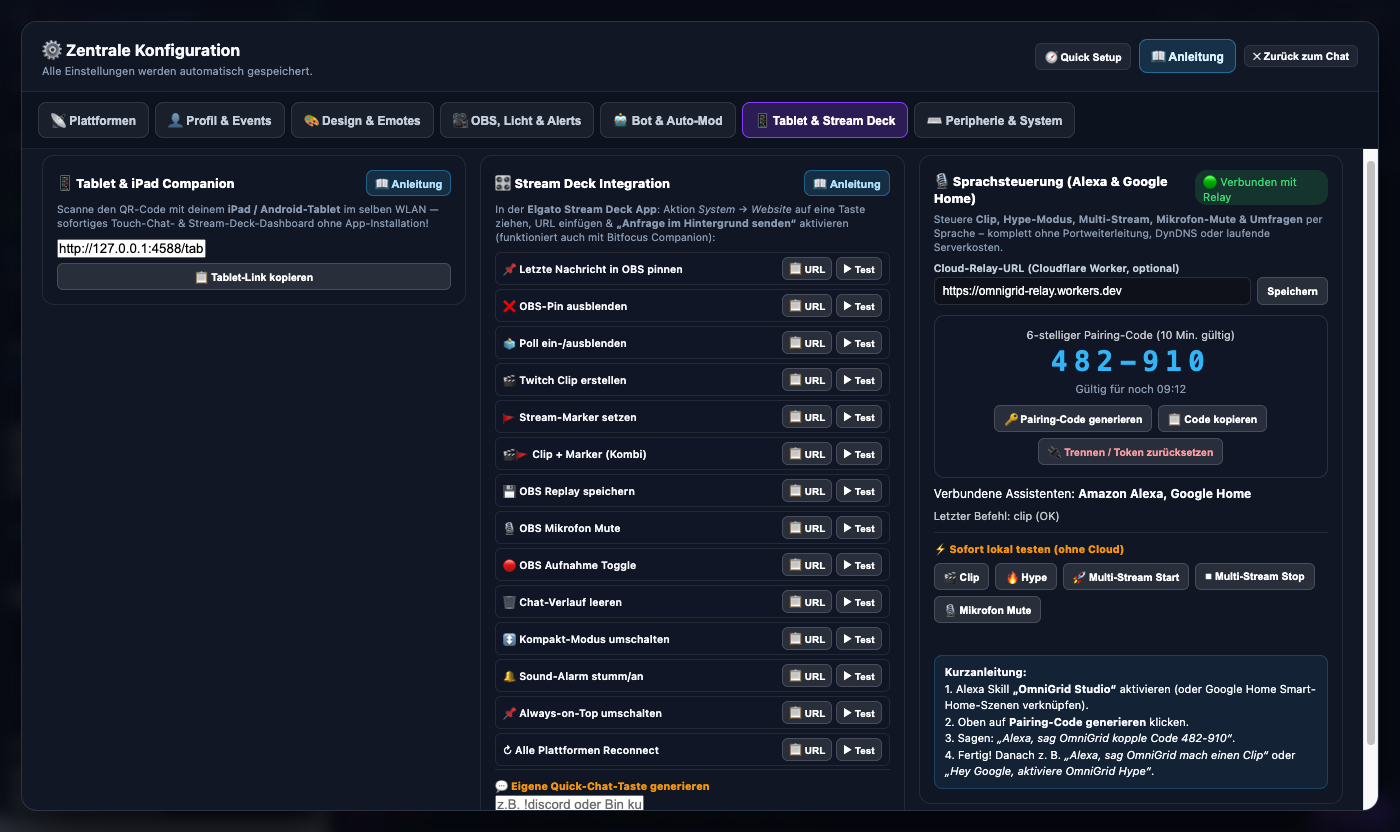 Zentrale Konfiguration
Alle Einstellungen werden automatisch gespeichert.
Quick Setup
Anleitung
✕ Zurück zum Chat
Plattformen
Profil & Events
Design & Emotes
OBS, Licht & Alerts
Bot & Auto-Mod
Tablet & Stream Deck
Peripherie & System
Tablet & iPad Companion
Anleitung
Scanne den QR-Code mit deinem iPad / Android-Tablet im selben WLAN —
sofortiges Touch-Chat- & Stream-Deck-Dashboard ohne App-Installation!
http://127.0.0.1:4588/tab
Tablet-Link kopieren
Stream Deck Integration
Anleitung
In der Elgato Stream Deck App: Aktion System → Website auf eine Taste
ziehen, URL einfügen & „Anfrage im Hintergrund senden“ aktivieren
(funktioniert auch mit Bitfocus Companion):
Letzte Nachricht in OBS pinnen
URL
▶ Test
OBS-Pin ausblenden
URL
▶ Test
Poll ein-/ausblenden
URL
▶ Test
Twitch Clip erstellen
URL
▶ Test
Stream-Marker setzen
URL
▶ Test
Clip + Marker (Kombi)
URL
▶ Test
OBS Replay speichern
URL
▶ Test
OBS Mikrofon Mute
URL
▶ Test
OBS Aufnahme Toggle
URL
▶ Test
Chat-Verlauf leeren
URL
▶ Test
Kompakt-Modus umschalten
URL
▶ Test
Sound-Alarm stumm/an
URL
▶ Test
Always-on-Top umschalten
URL
▶ Test
↻ Alle Plattformen Reconnect
URL
▶ Test
Eigene Quick-Chat-Taste generieren
z.B. !discord oder Bin ku
Sprachsteuerung (Alexa & Google
Home)
Verbunden mit
Relay
Steuere Clip, Hype-Modus, Multi-Stream, Mikrofon-Mute & Umfragen per
Sprache – komplett ohne Portweiterleitung, DynDNS oder laufende
Serverkosten.
Cloud-Relay-URL (Cloudflare Worker, optional)
https://omnigrid-relay.workers.dev
Speichern
6-stelliger Pairing-Code (10 Min. gültig)
482–910
Gültig für noch 09:12
Pairing-Code generieren
Code kopieren
Trennen / Token zurücksetzen
Verbundene Assistenten: Amazon Alexa, Google Home
Letzter Befehl: clip (OK)
Sofort lokal testen (ohne Cloud)
Clip
Hype
Multi-Stream Start
Multi-Stream Stop
Mikrofon Mute
Kurzanleitung:
1. Alexa Skill „OmniGrid Studio“ aktivieren (oder Google Home Smart-
Home-Szenen verknüpfen).
2. Oben auf Pairing-Code generieren klicken.
3. Sagen: „Alexa, sag OmniGrid kopple Code 482-910“.
4. Fertig! Danach z. B. „Alexa, sag OmniGrid mach einen Clip“ oder
„Hey Google, aktiviere OmniGrid Hype“.